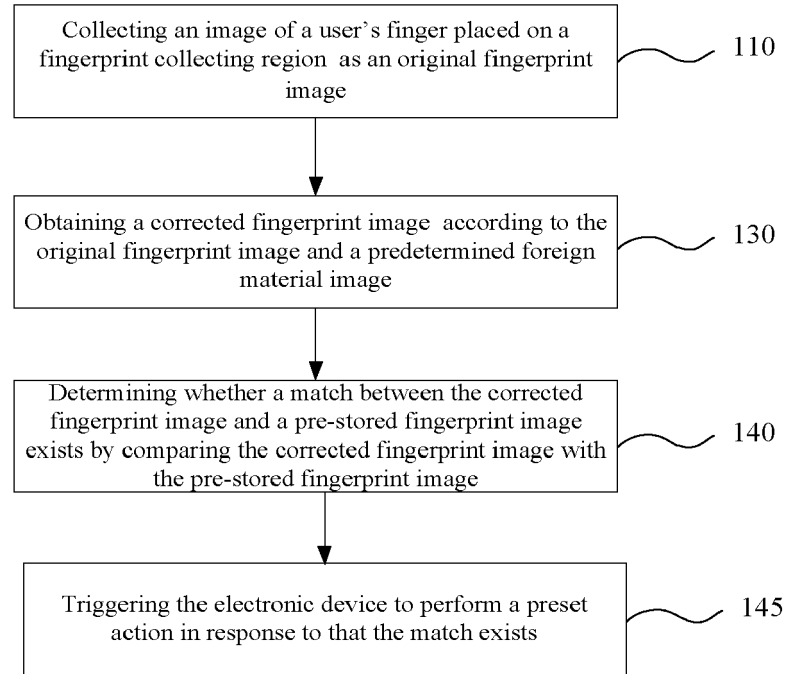 Collecting an image of a user's finger placed on a
fingerprint collecting region as an original fingerprint
image
110
Obtaining a corrected fingerprint image according to the
original fingerprint image and a predetermined foreign
material image
130
Determining whether a match between the corrected
fingerprint image and a pre-stored fingerprint image
exists by comparing the corrected fingerprint image with
the pre-stored fingerprint image
140
Triggering the electronic device to perform a preset
action in response to that the match exists
145